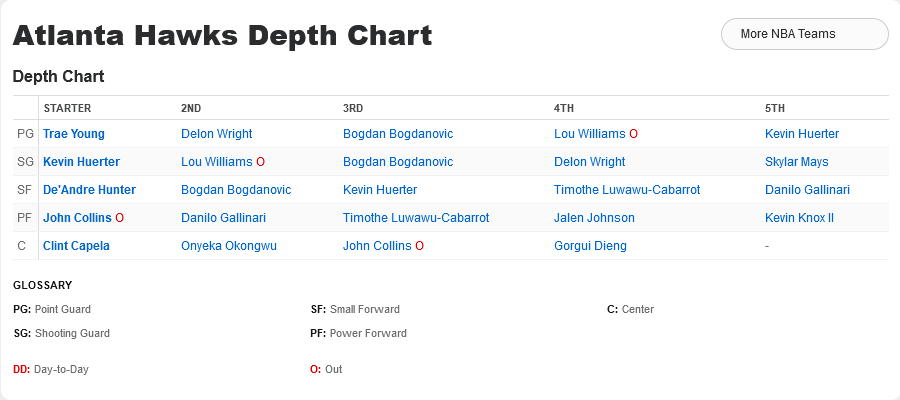 Atlanta Hawks Depth Chart
More NBA Teams
Depth Chart
STARTER 2ND 3RD 4TH 5TH
PG Trae Young Delon Wright Bogdan Bogdanovic Lou Williams O Kevin Huerter
SG Kevin Huerter Lou Williams O Bogdan Bogdanovic Delon Wright Skylar Mays
SF De'Andre Hunter Bogdan Bogdanovic Kevin Huerter Timothe Luwawu-Cabarrot Danilo Gallinari
PF John Collins O Danilo Gallinari Timothe Luwawu-Cabarrot Jalen Johnson Kevin Knox II
C Clint Capela Onyeka Okongwu John Collins O Gorgui Dieng -
GLOSSARY
PG: Point Guard SF: Small Forward C: Center
SG: Shooting Guard PF: Power Forward
DD: Day-to-Day O: Out